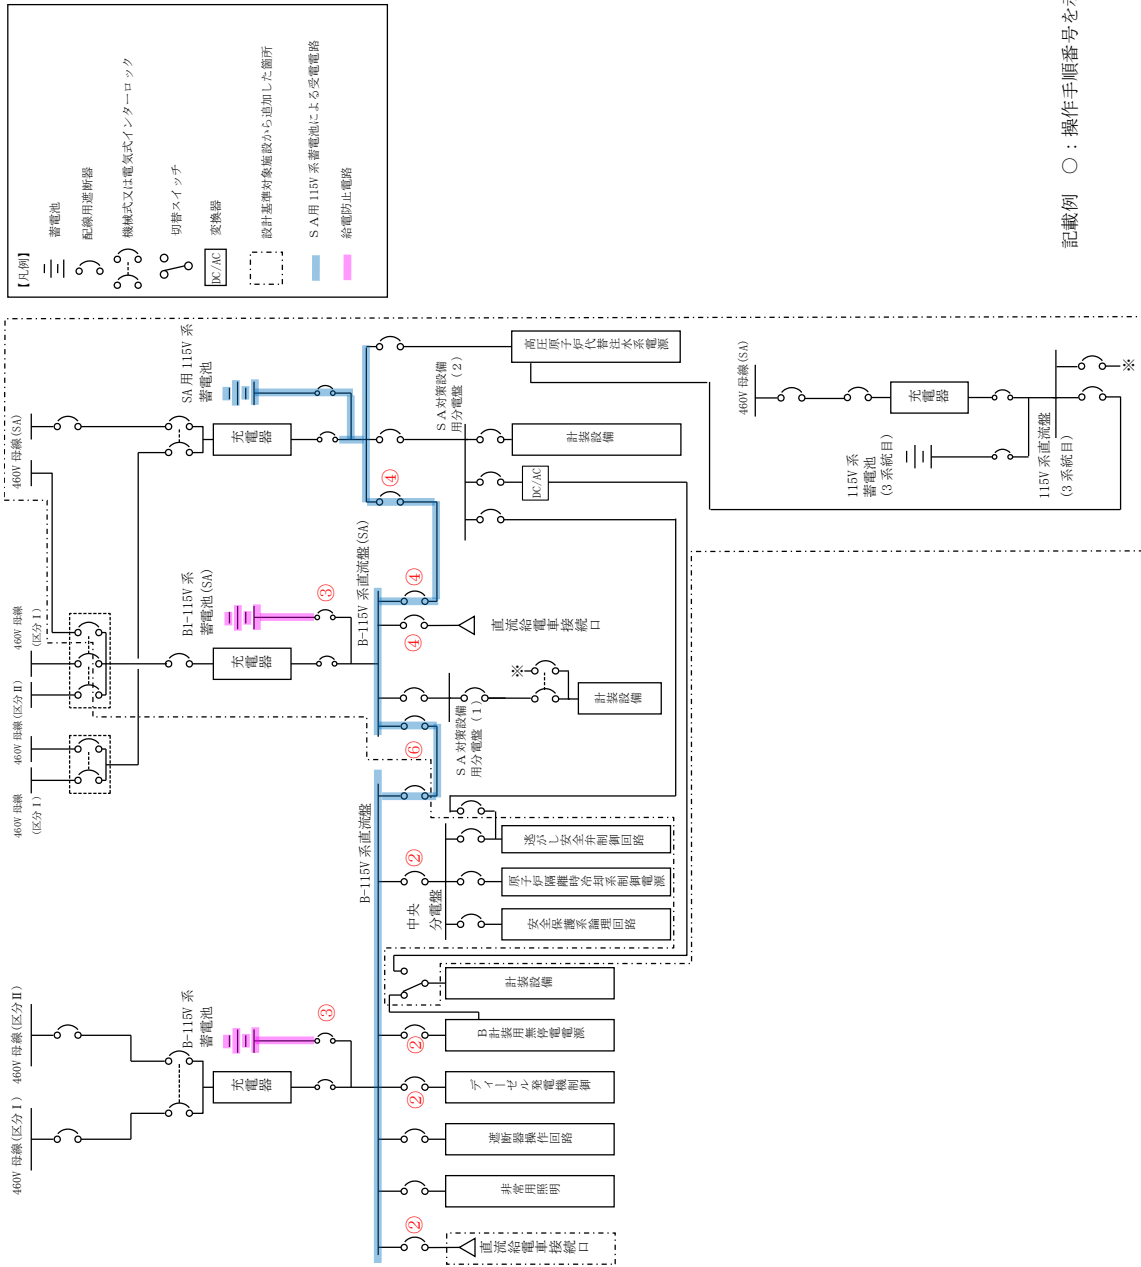 【凡例】
蓄電池
配線用遮断器
機械式又は電気式インターロック
切替スイッチ
DC/AC
変換器
設計基準対象施設から追加した箇所
ＳＡ用 115V 系蓄電池による受電電路
給電防止電路
記載例 ○：操作手順番号を
460V 母線(区分Ⅰ)
460V 母線(区分Ⅱ)
充電器
B-115V 系
蓄電池
③
B-115V 系直流盤
②
直流給電車接続口
非常用照明
遮断器操作回路
②
ディーゼル発電機制御
②
B計装用無停電電源
計装設備
②
中央
分電盤
安全保護系論理回路
原子炉隔離時冷却系制御電源
逃がし安全弁制御回路
460V 母線
(区分Ⅰ)
460V 母線(区分Ⅱ)
460V 母線
(区分Ⅰ)
充電器
B1-115V 系
蓄電池(SA)
③
B-115V 系直流盤(SA)
⑥
ＳＡ対策設備
用分電盤（1）
※
計装設備
④
直流給電車接続口
④
④
460V 母線(SA)
充電器
SA 用 115V 系
蓄電池
ＳＡ対策設備
用分電盤（2）
DC/AC
計装設備
高圧原子炉代替注水系電源
460V 母線(SA)
充電器
115V 系
蓄電池
(3 系統目)
115V 系直流盤
(3 系統目)
※